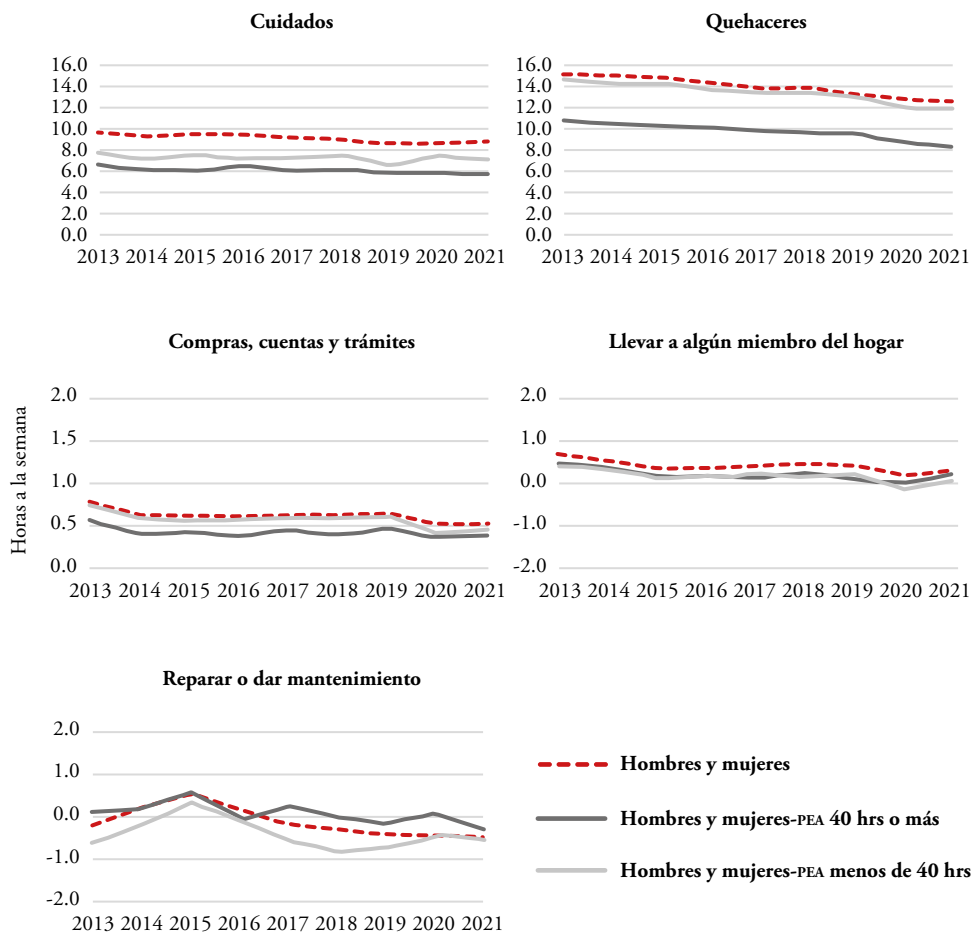 Cuidados
16.0
14.0
12.0
10.0
8.0
6.0
4.0
2.0
0.0
2013 2014 2015 2016 2017 2018 2019 2020 2021
Quehaceres
16.0
14.0
12.0
10.0
8.0
6.0
4.0
2.0
0.0
2013 2014 2015 2016 2017 2018 2019 2020 2021
Horas a la semana
Compras, cuentas y trámites
2.0
1.5
1.0
0.5
0.0
2013 2014 2015 2016 2017 2018 2019 2020 2021
Llevar a algún miembro del hogar
2.0
1.0
0.0
-1.0
-2.0
2013 2014 2015 2016 2017 2018 2019 2020 2021
Reparar o dar mantenimiento
2.0
1.0
0.0
-1.0
-2.0
2013 2014 2015 2016 2017 2018 2019 2020 2021
Hombres y mujeres
Hombres y mujeres-PEA 40 hrs o más
Hombres y mujeres-PEA menos de 40 hrs